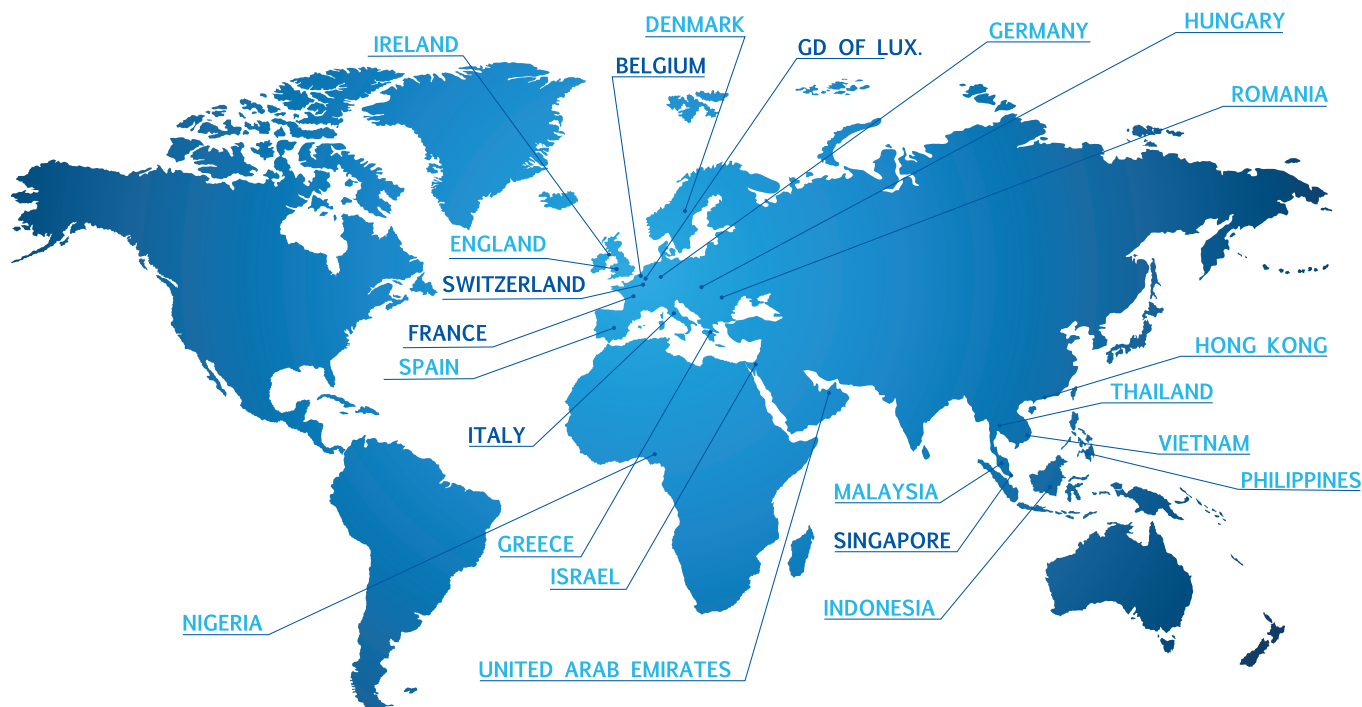 DENMARK
HUNGARY
GERMANY
IRELAND
GD OF LUX.
BELGIUM
ROMANIA
ENGLAND
SWITZERLAND
FRANCE
HONG KONG
SPAIN
THAILAND
ITALY
VIETNAM
PHILIPPINES
MALAYSIA
SINGAPORE
GREECE
ISRAEL
INDONESIA
NIGERIA
UNITED ARAB EMIRATES